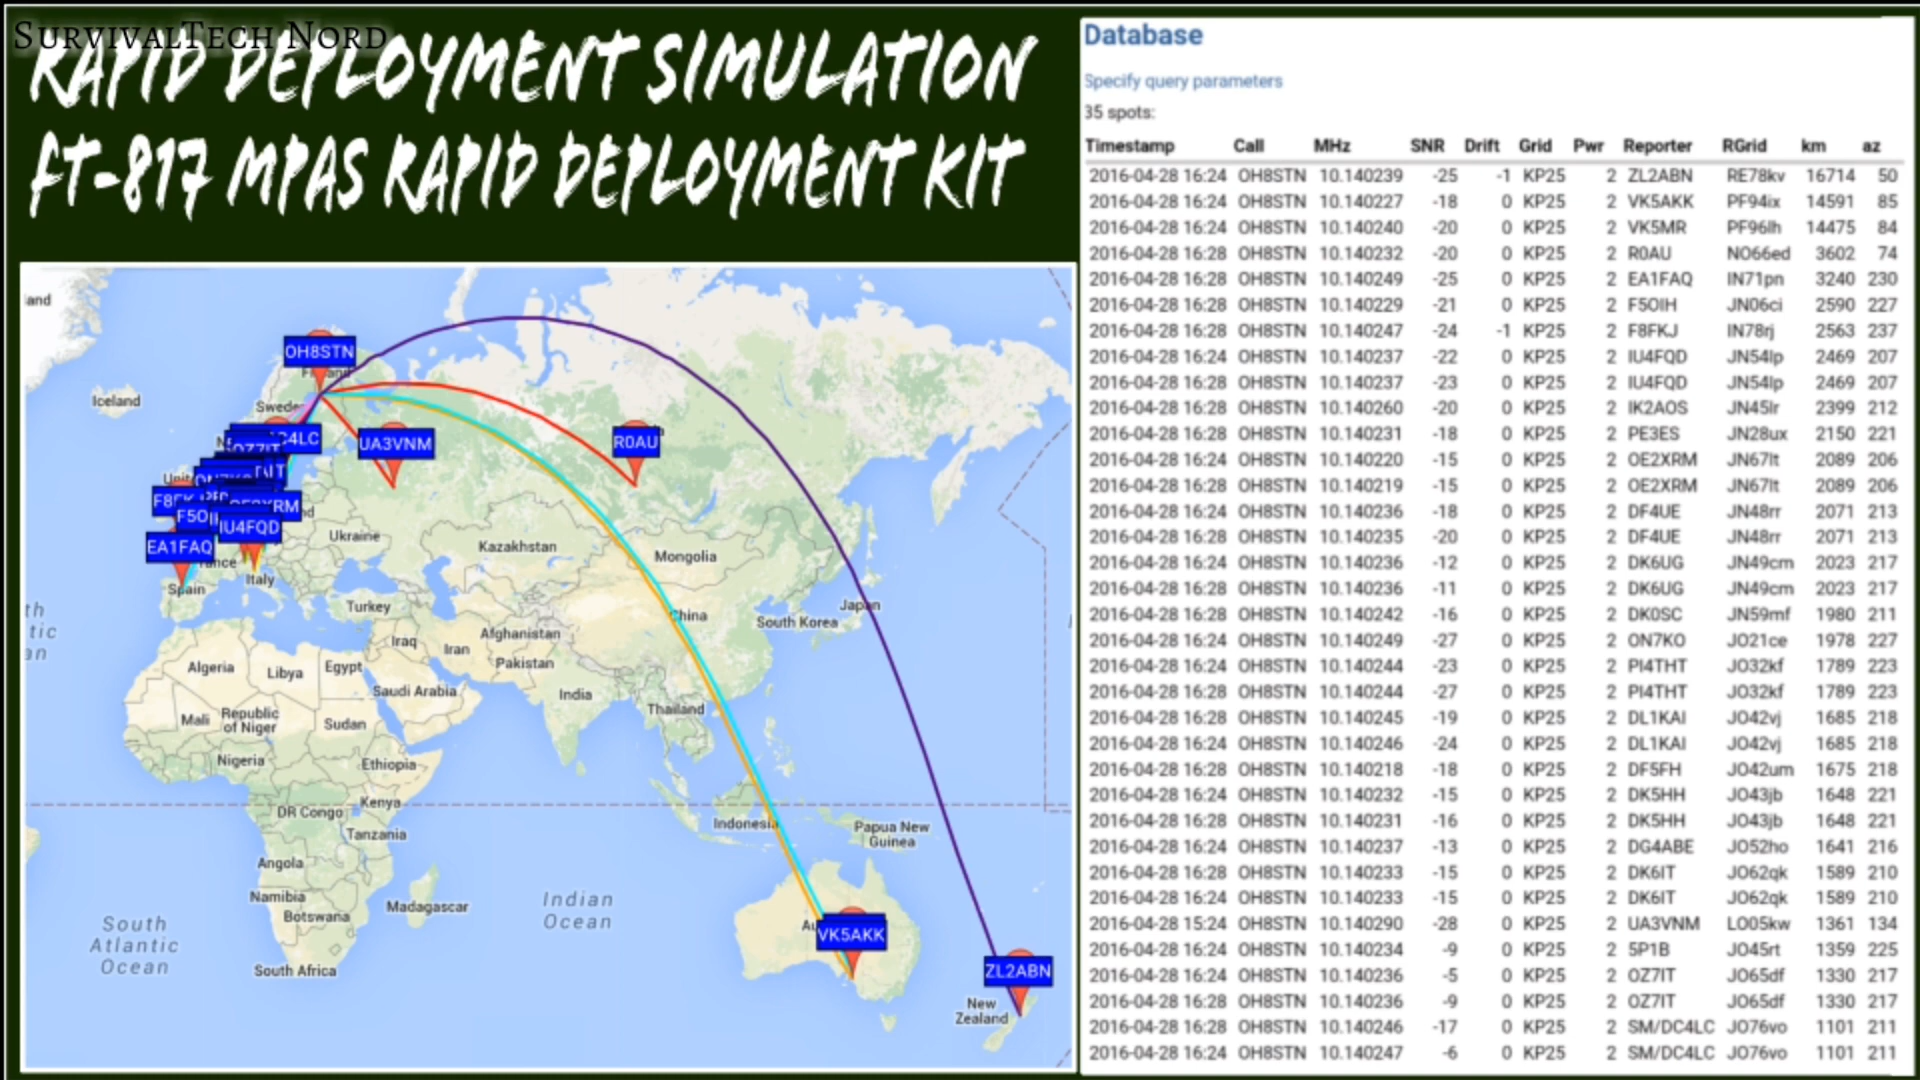 SurvivalTech Nord
RAPID DEPLOYMENT SIMULATION
FT-817 MPAS RAPID DEPLOYMENT KIT
land
Iceland
OH8STN
Finland
Sweden
UA3VNM
R0AU
C4LC
OZ7IT
OE2XRM
F5OI
IU4FQD
EA1FAQ
Ukraine
Kazakhstan
Mongolia
France
Italy
Spain
Turkey
China
Japan
South Korea
Iraq
Iran
Afghanistan
Pakistan
Algeria
Libya
Egypt
Saudi Arabia
India
Thailand
Mali
Republic
of Niger
Sudan
Nigeria
Ethiopia
Kenya
DR Congo
Tanzania
Indonesia
Papua New
Guinea
Angola
Namibia
Botswana
Madagascar
Indian
Ocean
South
Atlantic
Ocean
South Africa
VK5AKK
ZL2ABN
New
Zealand
Database
Specify query parameters
35 spots:
Timestamp Call MHz SNR Drift Grid Pwr Reporter RGrid km az
2016-04-28 16:24 OH8STN 10.140239 -25 -1 KP25 2 ZL2ABN RE78kv 16714 50
2016-04-28 16:24 OH8STN 10.140227 -18 0 KP25 2 VK5AKK PF94ix 14591 85
2016-04-28 16:24 OH8STN 10.140240 -20 0 KP25 2 VK5MR PF96lh 14475 84
2016-04-28 16:28 OH8STN 10.140232 -20 0 KP25 2 R0AU NO66ed 3602 74
2016-04-28 16:28 OH8STN 10.140249 -25 0 KP25 2 EA1FAQ IN71pn 3240 230
2016-04-28 16:28 OH8STN 10.140229 -21 0 KP25 2 F5OIH JN06ci 2590 227
2016-04-28 16:28 OH8STN 10.140247 -24 -1 KP25 2 F8FKJ IN78rj 2563 237
2016-04-28 16:24 OH8STN 10.140237 -22 0 KP25 2 IU4FQD JN54lp 2469 207
2016-04-28 16:28 OH8STN 10.140237 -23 0 KP25 2 IU4FQD JN54lp 2469 207
2016-04-28 16:28 OH8STN 10.140260 -20 0 KP25 2 IK2AOS JN45lr 2399 212
2016-04-28 16:28 OH8STN 10.140231 -18 0 KP25 2 PE3ES JN28ux 2150 221
2016-04-28 16:24 OH8STN 10.140220 -15 0 KP25 2 OE2XRM JN67lt 2089 206
2016-04-28 16:28 OH8STN 10.140219 -15 0 KP25 2 OE2XRM JN67lt 2089 206
2016-04-28 16:24 OH8STN 10.140236 -18 0 KP25 2 DF4UE JN48rr 2071 213
2016-04-28 16:28 OH8STN 10.140235 -20 0 KP25 2 DF4UE JN48rr 2071 213
2016-04-28 16:24 OH8STN 10.140236 -12 0 KP25 2 DK6UG JN49cm 2023 217
2016-04-28 16:28 OH8STN 10.140236 -11 0 KP25 2 DK6UG JN49cm 2023 217
2016-04-28 16:24 OH8STN 10.140242 -16 0 KP25 2 DK0SC JN59mf 1980 211
2016-04-28 16:24 OH8STN 10.140249 -27 0 KP25 2 ON7KO JO21ce 1978 227
2016-04-28 16:24 OH8STN 10.140244 -23 0 KP25 2 PI4THT JO32kf 1789 223
2016-04-28 16:28 OH8STN 10.140244 -27 0 KP25 2 PI4THT JO32kf 1789 223
2016-04-28 16:28 OH8STN 10.140245 -19 0 KP25 2 DL1KAI JO42vj 1685 218
2016-04-28 16:24 OH8STN 10.140246 -24 0 KP25 2 DL1KAI JO42vj 1685 218
2016-04-28 16:28 OH8STN 10.140218 -18 0 KP25 2 DF5FH JO42um 1675 218
2016-04-28 16:24 OH8STN 10.140232 -15 0 KP25 2 DK5HH JO43jb 1648 221
2016-04-28 16:28 OH8STN 10.140231 -16 0 KP25 2 DK5HH JO43jb 1648 221
2016-04-28 16:24 OH8STN 10.140237 -13 0 KP25 2 DG4ABE JO52ho 1641 216
2016-04-28 16:28 OH8STN 10.140233 -15 0 KP25 2 DK6IT JO62qk 1589 210
2016-04-28 16:24 OH8STN 10.140233 -15 0 KP25 2 DK6IT JO62qk 1589 210
2016-04-28 15:24 OH8STN 10.140290 -28 0 KP25 2 UA3VNM LO05kw 1361 134
2016-04-28 16:24 OH8STN 10.140234 -9 0 KP25 2 5P1B JO45rt 1359 225
2016-04-28 16:24 OH8STN 10.140236 -5 0 KP25 2 OZ7IT JO65df 1330 217
2016-04-28 16:28 OH8STN 10.140236 -9 0 KP25 2 OZ7IT JO65df 1330 217
2016-04-28 16:28 OH8STN 10.140246 -17 0 KP25 2 SM/DC4LC JO76vo 1101 211
2016-04-28 16:24 OH8STN 10.140247 -6 0 KP25 2 SM/DC4LC JO76vo 1101 211